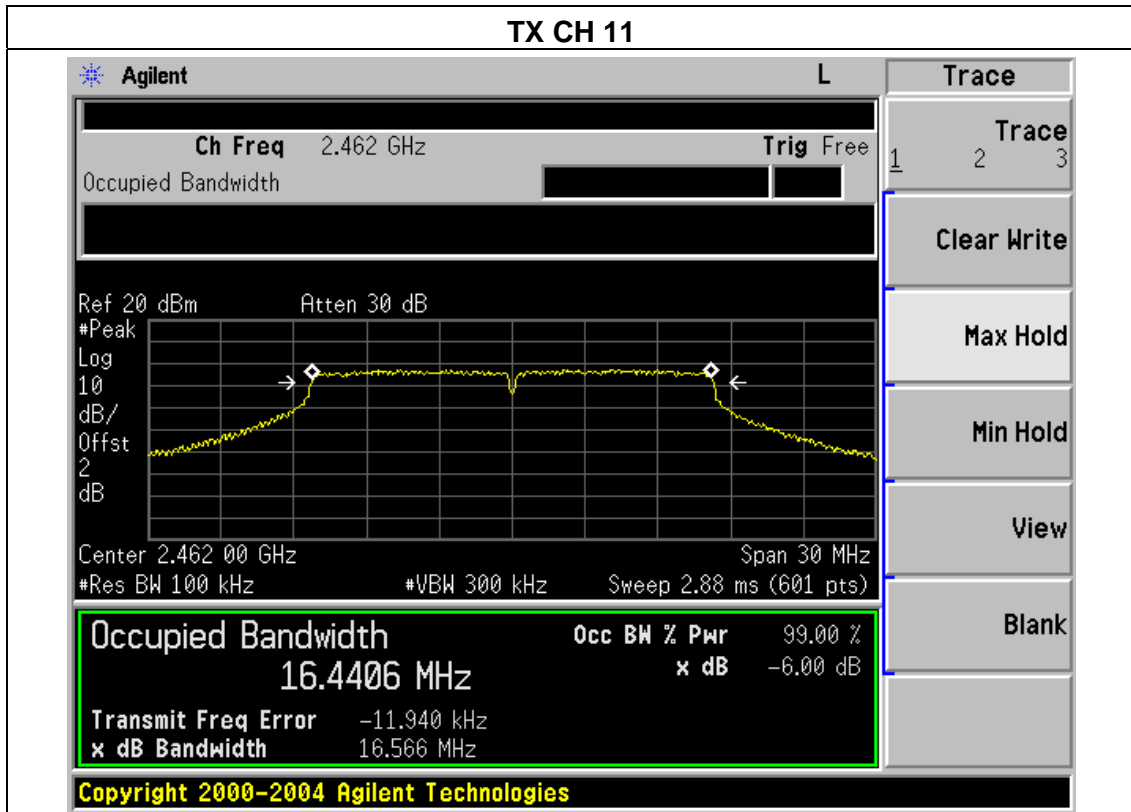 TX CH 11
Agilent L Trace
Ch Freq 2.462 GHz Trig Free
Occupied Bandwidth
Trace
1 2 3
Clear Write
Max Hold
Min Hold
View
Blank
Ref 20 dBm Atten 30 dB
#Peak
Log
10
dB/
Offst
2
dB
Center 2.462 00 GHz Span 30 MHz
#Res BW 100 kHz #VBW 300 kHz Sweep 2.88 ms (601 pts)
Occupied Bandwidth Occ BW % Pwr 99.00 %
16.4406 MHz x dB -6.00 dB
Transmit Freq Error -11.940 kHz
x dB Bandwidth 16.566 MHz
Copyright 2000-2004 Agilent Technologies